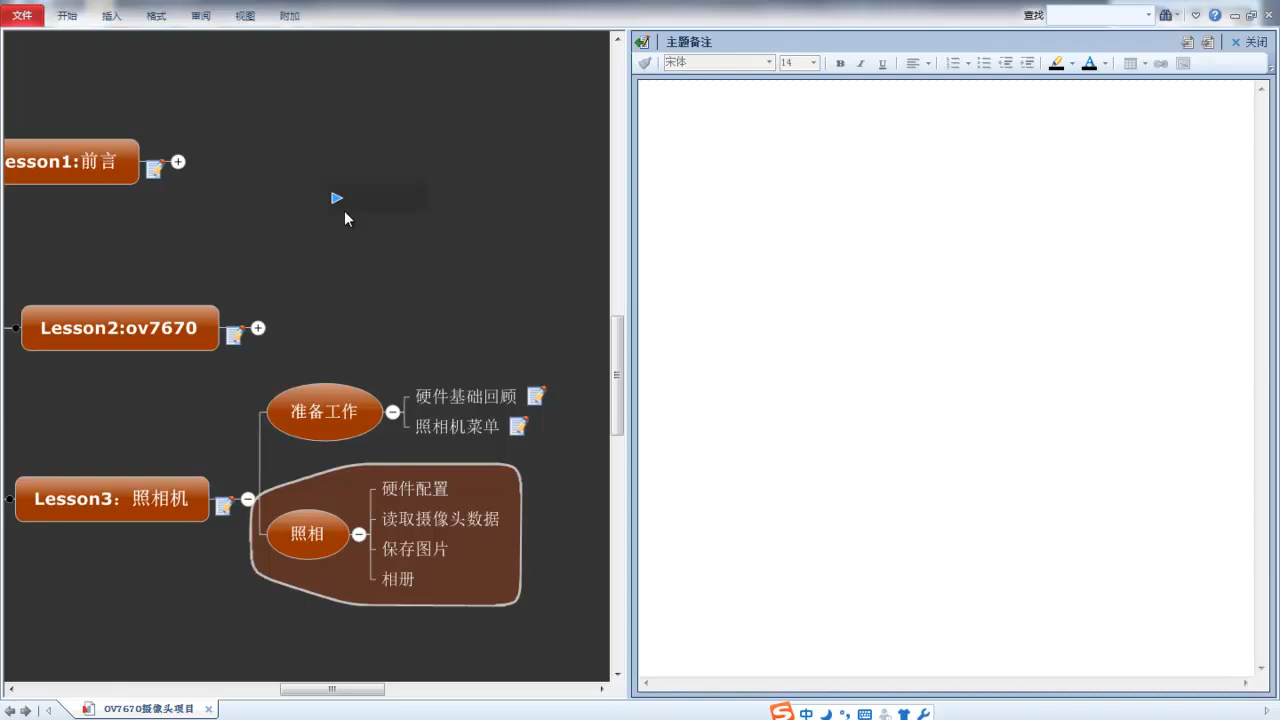 文件 开始 插入 格式 审阅 视图 附加 查找
主题备注 关闭
宋体 14 B I U A
esson1:前言
Lesson2:ov7670
准备工作
硬件基础回顾
照相机菜单
Lesson3：照相机
照相
硬件配置
读取摄像头数据
保存图片
相册
OV7670摄像头项目
中